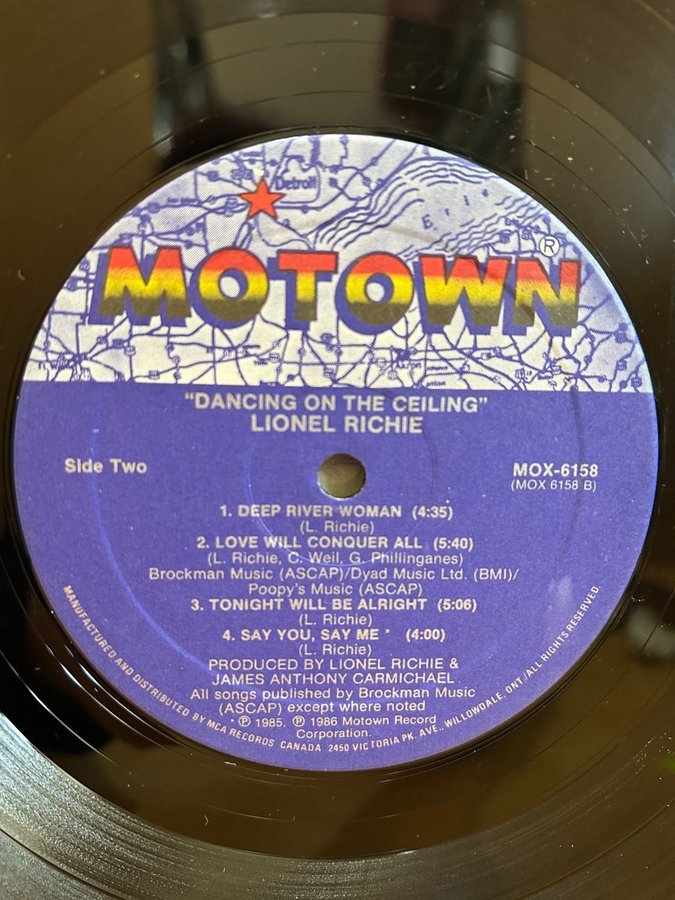 Detroit
Erie
MOTOWN®
"DANCING ON THE CEILING"
LIONEL RICHIE
Side Two
MOX-6158
(MOX 6158 B)
1. DEEP RIVER WOMAN (4:35)
(L. Richie)
2. LOVE WILL CONQUER ALL (5:40)
(L. Richie, C. Weil, G. Phillinganes)
Brockman Music (ASCAP)/Dyad Music Ltd. (BMI)/
Poopy's Music (ASCAP)
3. TONIGHT WILL BE ALRIGHT (5:06)
(L. Richie)
4. SAY YOU, SAY ME * (4:00)
(L. Richie)
PRODUCED BY LIONEL RICHIE &
JAMES ANTHONY CARMICHAEL
All songs published by Brockman Music
(ASCAP) except where noted
* ℗ 1985, ℗ 1986 Motown Record
Corporation.
MANUFACTURED AND DISTRIBUTED BY MCA RECORDS CANADA 2450 VICTORIA PK. AVE., WILLOWDALE ONT./ALL RIGHTS RESERVED.